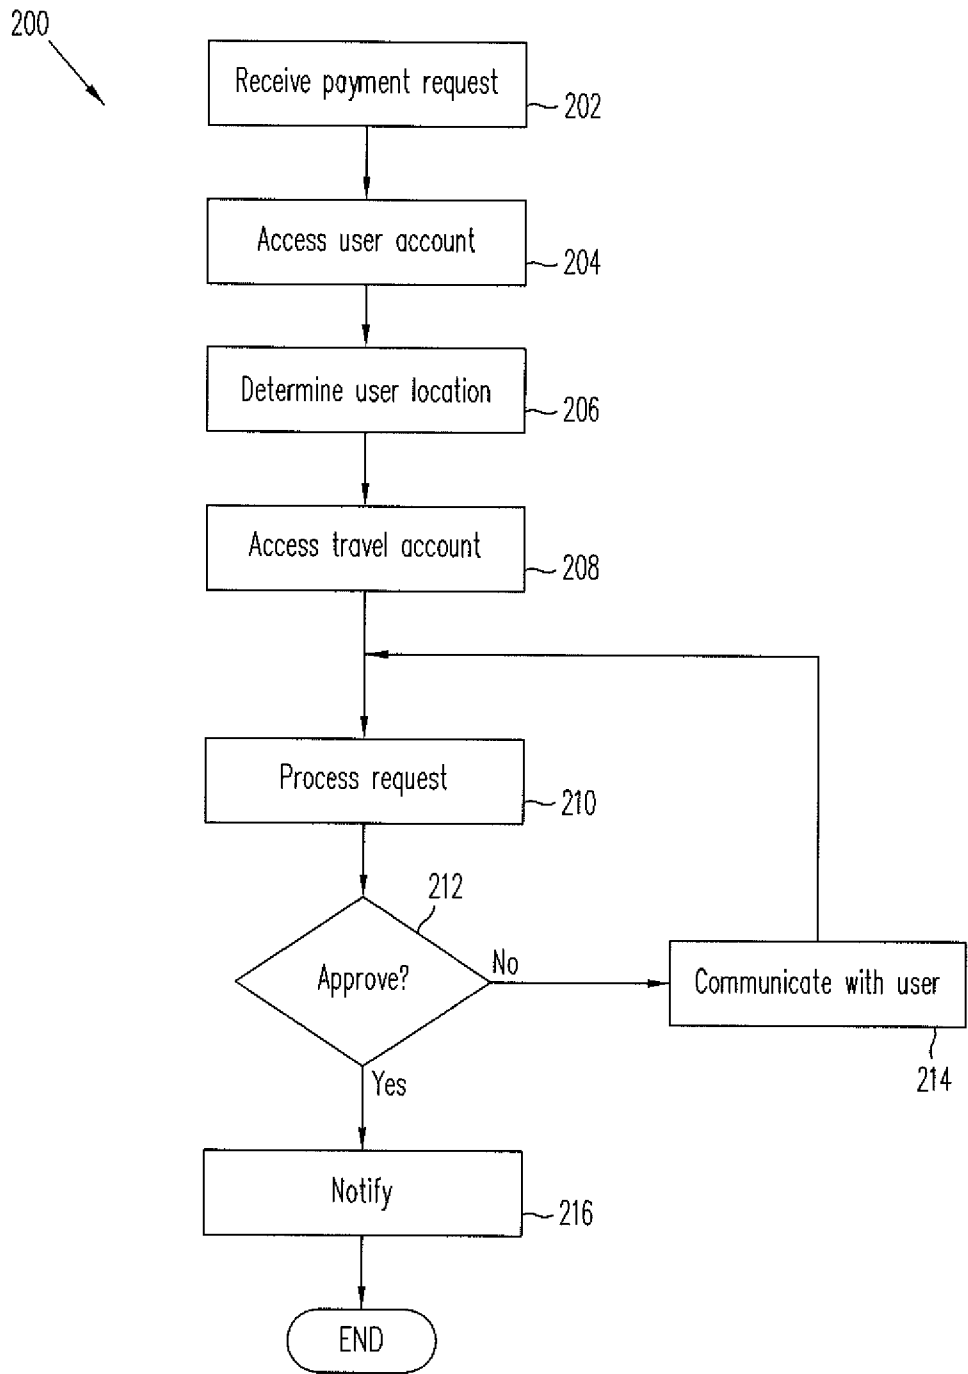 200
Receive payment request
202
Access user account
204
Determine user location
206
Access travel account
208
Process request
210
212
Approve?
No
Communicate with user
214
Yes
Notify
216
END